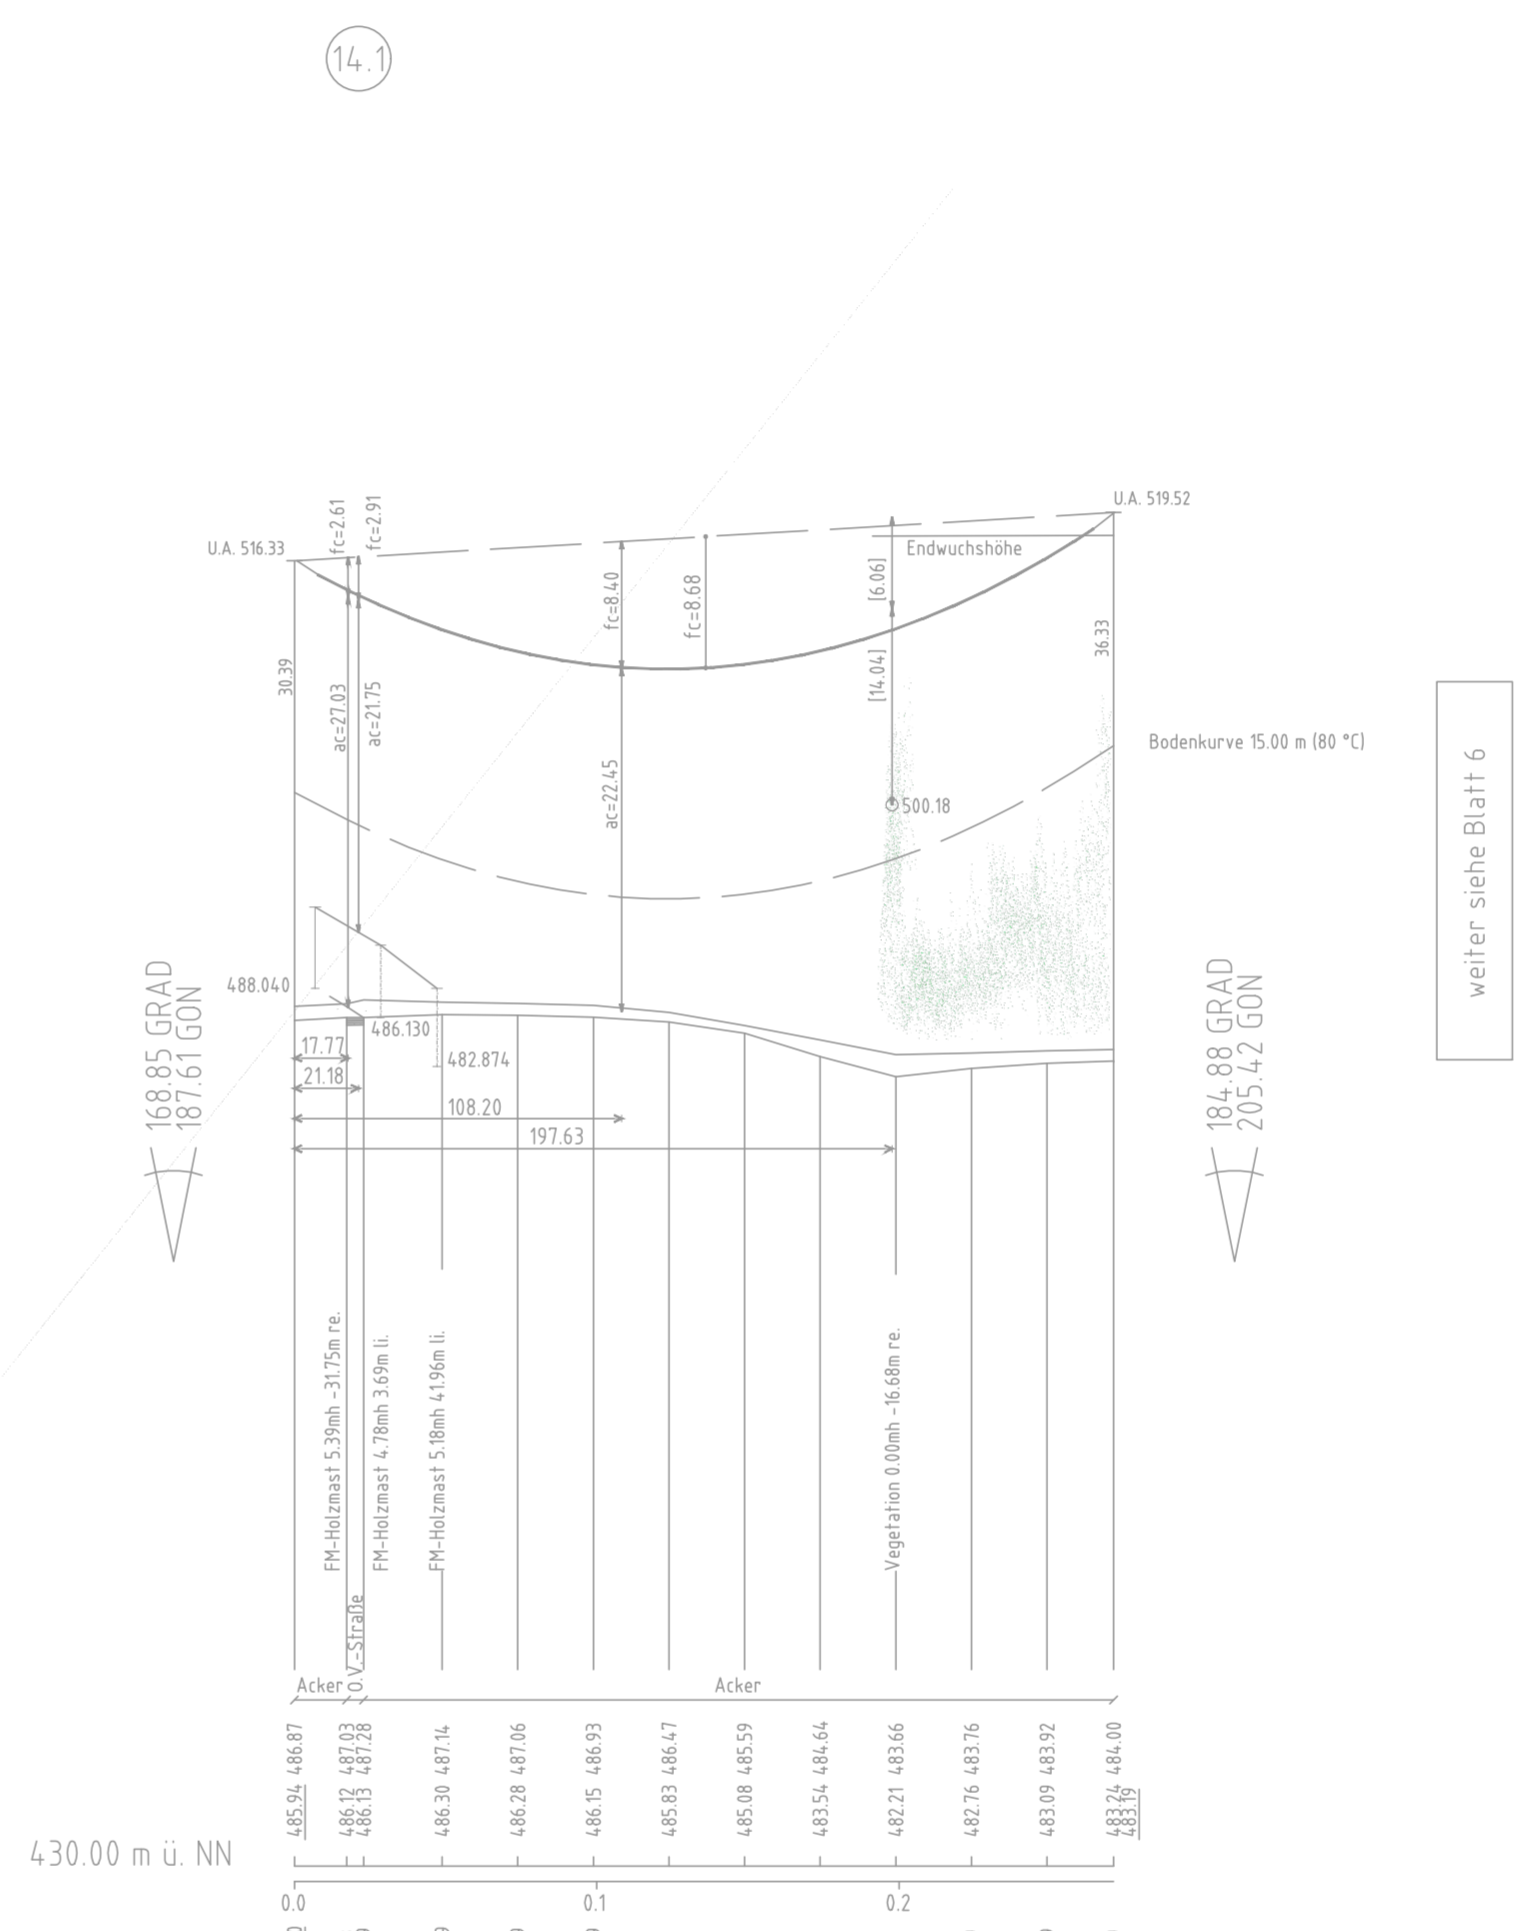 14.1
U.A. 516.33
fc=2.61
fc=2.91
U.A. 519.52
Endwuchshöhe
[6.06]
fc=8.40
fc=8.68
30.39
36.33
[14.04]
ac=27.03
ac=21.75
ac=22.45
Bodenkurve 15.00 m (80 °C)
500.18
weiter siehe Blatt 6
488.040
486.130
482.874
168.85 GRAD
187.61 GON
184.88 GRAD
205.42 GON
17.77
21.18
108.20
197.63
FM-Holzmast 5.39mh -31.75m re.
FM-Holzmast 4.78mh 3.69m li.
FM-Holzmast 5.18mh 41.96m li.
Vegetation 0.00mh -16.68m re.
Acker
O.V.-Straße
Acker
485.94 486.87
486.12 487.03
486.13 487.28
486.30 487.14
486.28 487.06
486.15 486.93
485.83 486.47
485.08 485.59
483.54 484.64
482.21 483.66
482.76 483.76
483.09 483.92
483.24 484.00
483.19
430.00 m ü. NN
0.0
0.1
0.2